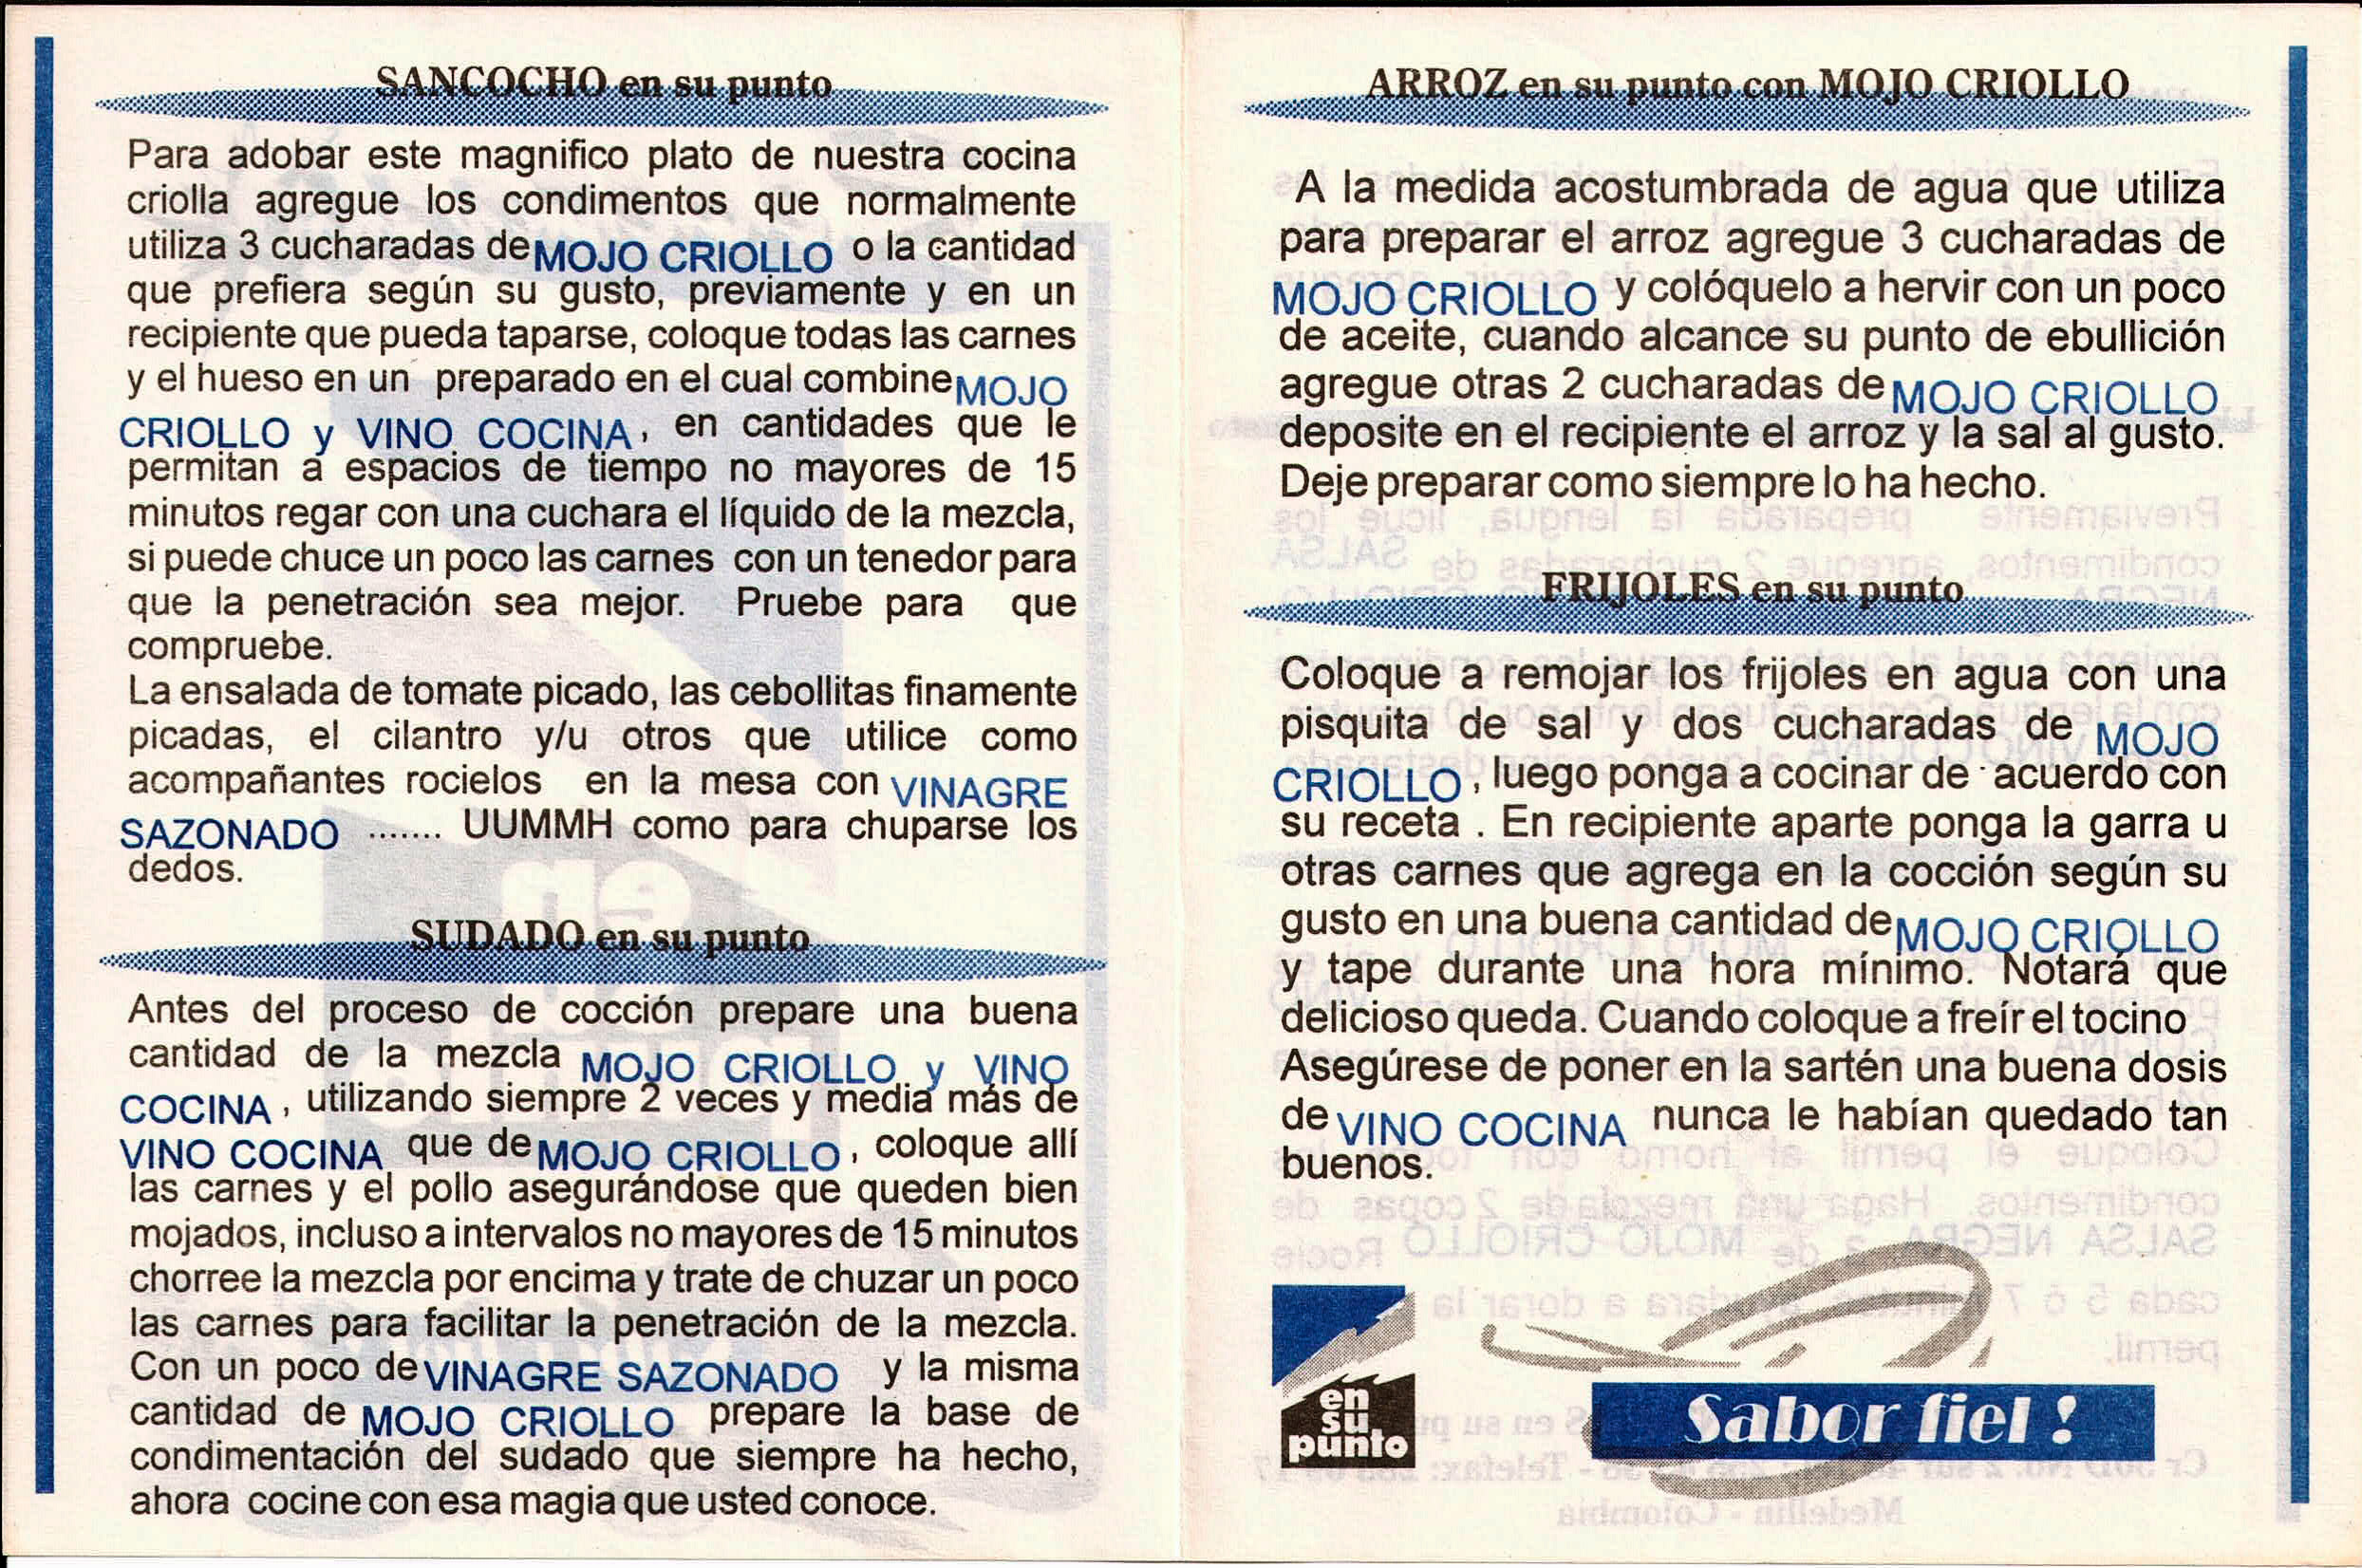 SANCOCHO en su punto
Para adobar este magnifico plato de nuestra cocina
criolla agregue los condimentos que normalmente
utiliza 3 cucharadas de MOJO CRIOLLO o la cantidad
que prefiera según su gusto, previamente y en un
recipiente que pueda taparse, coloque todas las carnes
y el hueso en un preparado en el cual combine MOJO
CRIOLLO y VINO COCINA, en cantidades que le
permitan a espacios de tiempo no mayores de 15
minutos regar con una cuchara el líquido de la mezcla,
si puede chuce un poco las carnes con un tenedor para
que la penetración sea mejor. Pruebe para que
compruebe.
La ensalada de tomate picado, las cebollitas finamente
picadas, el cilantro y/u otros que utilice como
acompañantes rocielos en la mesa con VINAGRE
SAZONADO ....... UUMMH como para chuparse los
dedos.
SUDADO en su punto
Antes del proceso de cocción prepare una buena
cantidad de la mezcla MOJO CRIOLLO y VINO
COCINA, utilizando siempre 2 veces y media más de
VINO COCINA que de MOJO CRIOLLO, coloque allí
las carnes y el pollo asegurándose que queden bien
mojados, incluso a intervalos no mayores de 15 minutos
chorree la mezcla por encima y trate de chuzar un poco
las carnes para facilitar la penetración de la mezcla.
Con un poco de VINAGRE SAZONADO y la misma
cantidad de MOJO CRIOLLO prepare la base de
condimentación del sudado que siempre ha hecho,
ahora cocine con esa magia que usted conoce.
ARROZ en su punto con MOJO CRIOLLO
A la medida acostumbrada de agua que utiliza
para preparar el arroz agregue 3 cucharadas de
MOJO CRIOLLO y colóquelo a hervir con un poco
de aceite, cuando alcance su punto de ebullición
agregue otras 2 cucharadas de MOJO CRIOLLO
deposite en el recipiente el arroz y la sal al gusto.
Deje preparar como siempre lo ha hecho.
FRIJOLES en su punto
Coloque a remojar los frijoles en agua con una
pisquita de sal y dos cucharadas de MOJO
CRIOLLO, luego ponga a cocinar de acuerdo con
su receta . En recipiente aparte ponga la garra u
otras carnes que agrega en la cocción según su
gusto en una buena cantidad de MOJO CRIOLLO
y tape durante una hora mínimo. Notará que
delicioso queda. Cuando coloque a freír el tocino
Asegúrese de poner en la sartén una buena dosis
de VINO COCINA nunca le habían quedado tan
buenos.
en
su
punto
Sabor fiel !